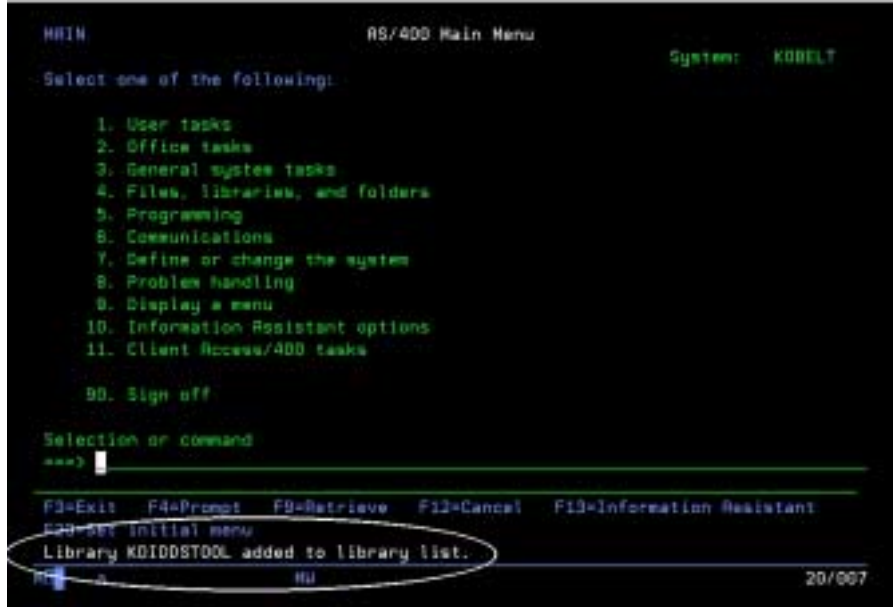 MAIN AS/400 Main Menu
System: KOBELT
Select one of the following:
1. User tasks
2. Office tasks
3. General system tasks
4. Files, libraries, and folders
5. Programming
6. Communications
7. Define or change the system
8. Problem handling
9. Display a menu
10. Information Assistant options
11. Client Access/400 tasks
90. Sign off
Selection or command
===>
F3=Exit F4=Prompt F9=Retrieve F12=Cancel F13=Information Assistant
F23=Set initial menu
Library KOIDDSTOOL added to library list.
a MW 20/007